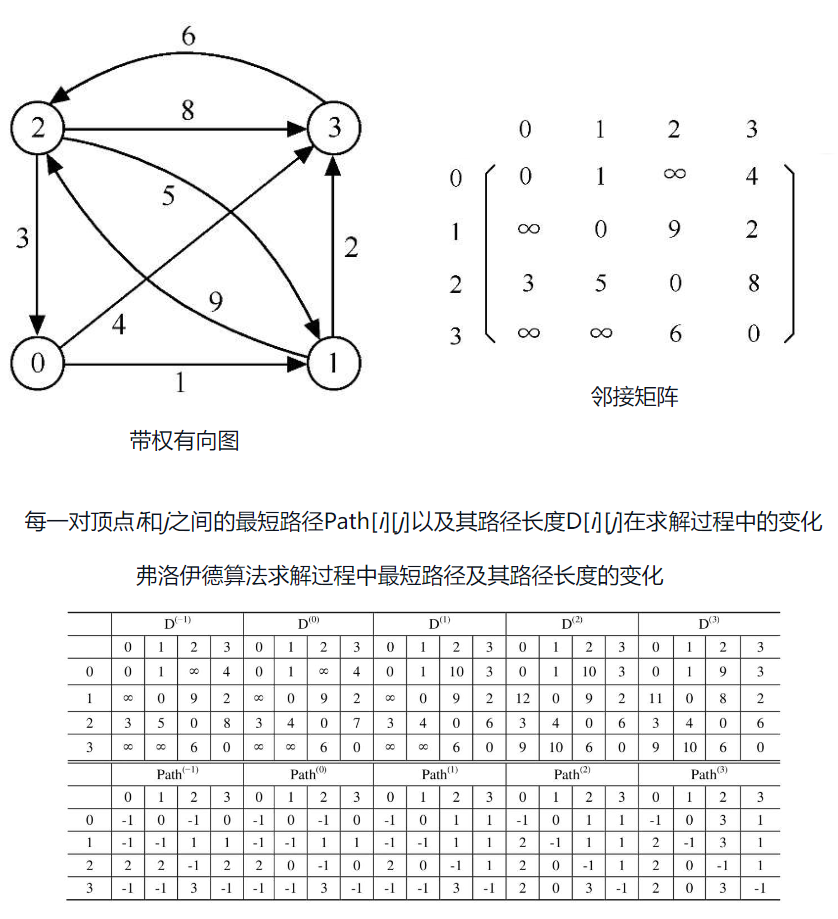 6
2 8 3
5
3 2
9
4
0 1
1
0 1 2 3
0 0 1 ∞ 4
1 ∞ 0 9 2
2 3 5 0 8
3 ∞ ∞ 6 0
邻接矩阵
带权有向图
每一对顶点i和j之间的最短路径Path[i][j]以及其路径长度D[i][j]在求解过程中的变化
弗洛伊德算法求解过程中最短路径及其路径长度的变化
D(−1) D(0) D(1) D(2) D(3)
0 1 2 3 0 1 2 3 0 1 2 3 0 1 2 3 0 1 2 3
0 0 1 ∞ 4 0 1 ∞ 4 0 1 10 3 0 1 10 3 0 1 9 3
1 ∞ 0 9 2 ∞ 0 9 2 ∞ 0 9 2 12 0 9 2 11 0 8 2
2 3 5 0 8 3 4 0 7 3 4 0 6 3 4 0 6 3 4 0 6
3 ∞ ∞ 6 0 ∞ ∞ 6 0 ∞ ∞ 6 0 9 10 6 0 9 10 6 0
Path(−1) Path(0) Path(1) Path(2) Path(3)
0 1 2 3 0 1 2 3 0 1 2 3 0 1 2 3 0 1 2 3
0 -1 0 -1 0 -1 0 -1 0 -1 0 1 1 -1 0 1 1 -1 0 3 1
1 -1 -1 1 1 -1 -1 1 1 -1 -1 1 1 2 -1 1 1 2 -1 3 1
2 2 2 -1 2 2 0 -1 0 2 0 -1 1 2 0 -1 1 2 0 -1 1
3 -1 -1 3 -1 -1 -1 3 -1 -1 -1 3 -1 2 0 3 -1 2 0 3 -1